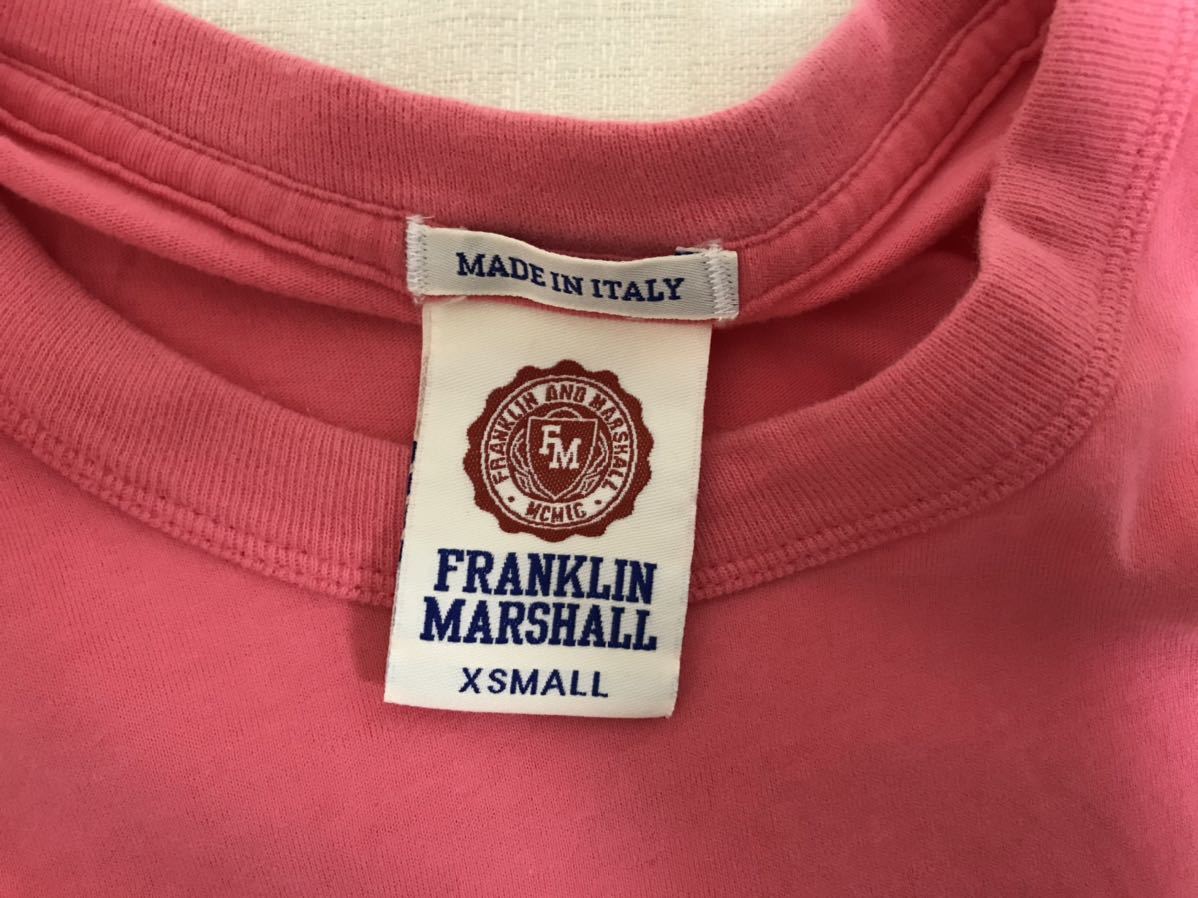 MADE IN ITALY
FRANKLIN AND MARSHALL
FM
· MCMIC ·
FRANKLIN
MARSHALL
XSMALL